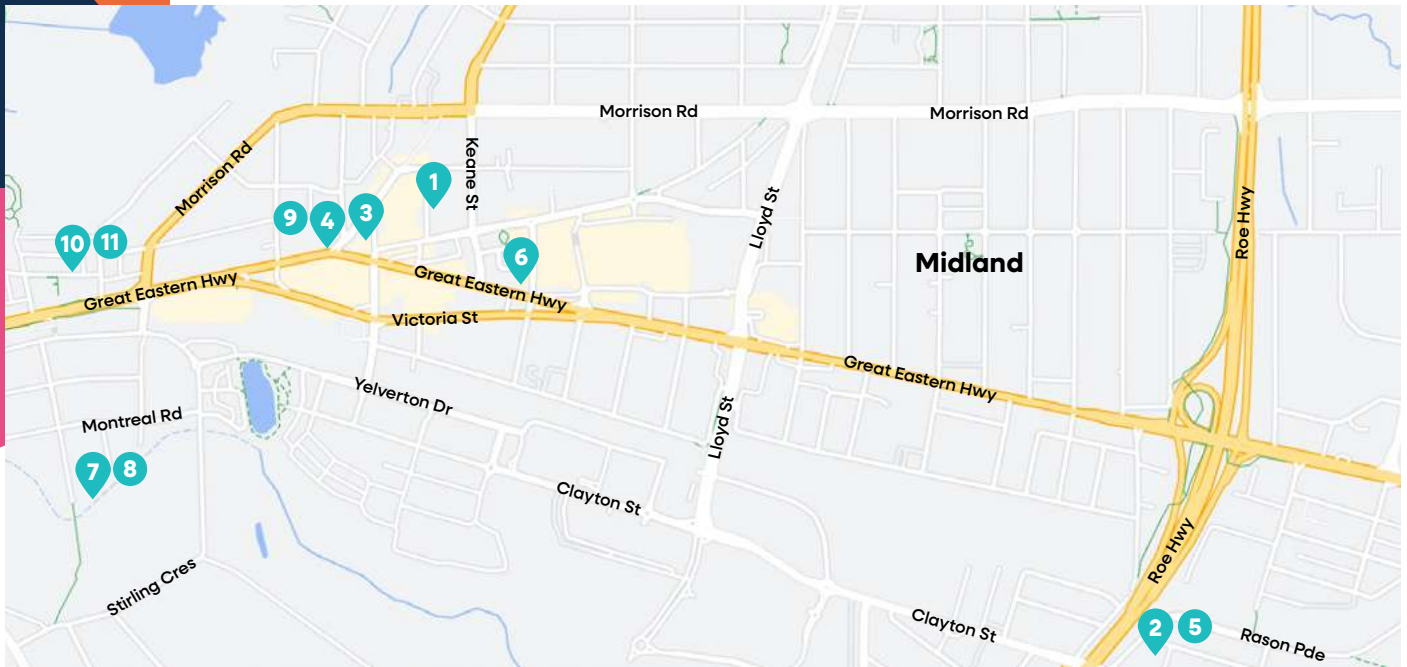 Morrison Rd
Morrison Rd
Morrison Rd
Keane St
1
Lloyd St
Roe Hwy
9
4
3
10
11
6
Midland
Great Eastern Hwy
Great Eastern Hwy
Victoria St
Great Eastern Hwy
Yelverton Dr
Lloyd St
Montreal Rd
7
8
Clayton St
Roe Hwy
Stirling Cres
Clayton St
2
5
Rason Pde